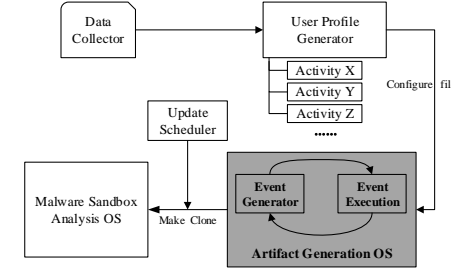 Data
Collector
User Profile
Generator
Activity X
Activity Y
Activity Z
......
Configure fil
Update
Scheduler
Malware Sandbox
Analysis OS
Make Clone
Event
Generator
Event
Execution
Artifact Generation OS